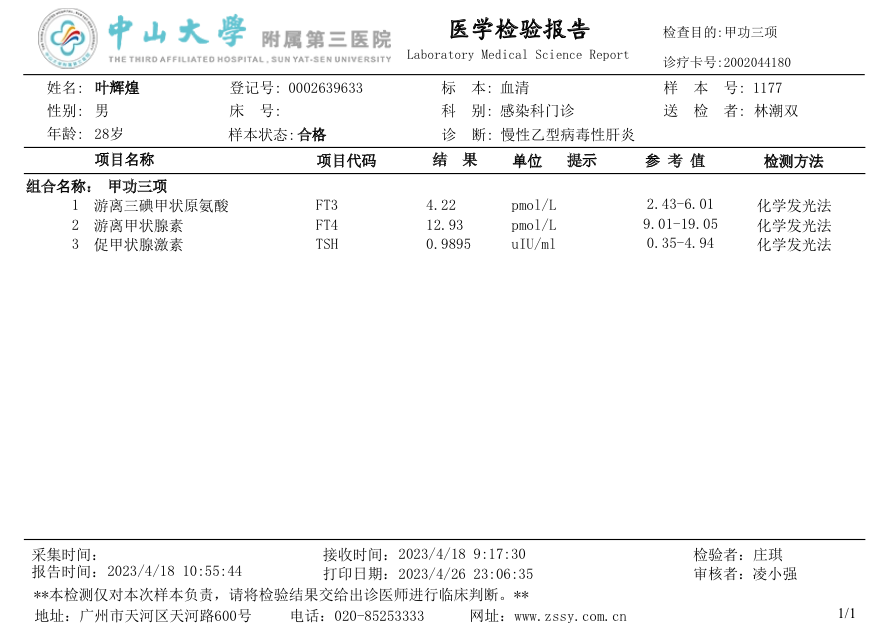 中山大学 附属第三医院 医学检验报告 检查目的:甲功三项
THE THIRD AFFILIATED HOSPITAL , SUN YAT-SEN UNIVERSITY Laboratory Medical Science Report 诊疗卡号:2002044180
姓名: 叶辉煌 登记号: 0002639633 标 本: 血清 样 本 号: 1177
性别: 男 床 号: 科 别: 感染科门诊 送 检 者: 林潮双
年龄: 28岁 样本状态: 合格 诊 断: 慢性乙型病毒性肝炎
项目名称 项目代码 结 果 单位 提示 参 考 值 检测方法
组合名称: 甲功三项
1 游离三碘甲状原氨酸 FT3 4.22 pmol/L 2.43-6.01 化学发光法
2 游离甲状腺素 FT4 12.93 pmol/L 9.01-19.05 化学发光法
3 促甲状腺激素 TSH 0.9895 uIU/ml 0.35-4.94 化学发光法
采集时间: 接收时间: 2023/4/18 9:17:30 检验者: 庄琪
报告时间: 2023/4/18 10:55:44 打印日期: 2023/4/26 23:06:35 审核者: 凌小强
**本检测仅对本次样本负责，请将检验结果交给出诊医师进行临床判断。**
地址: 广州市天河区天河路600号 电话: 020-85253333 网址: www.zssy.com.cn 1/1